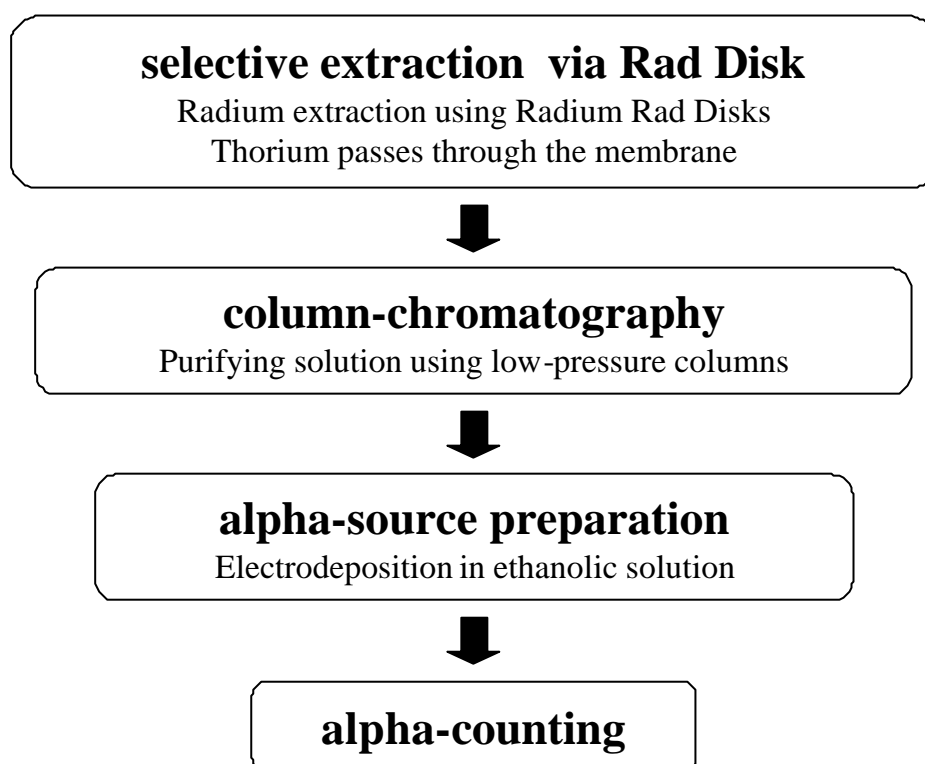 selective extraction via Rad Disk
Radium extraction using Radium Rad Disks
Thorium passes through the membrane
column-chromatography
Purifying solution using low-pressure columns
alpha-source preparation
Electrodeposition in ethanolic solution
alpha-counting